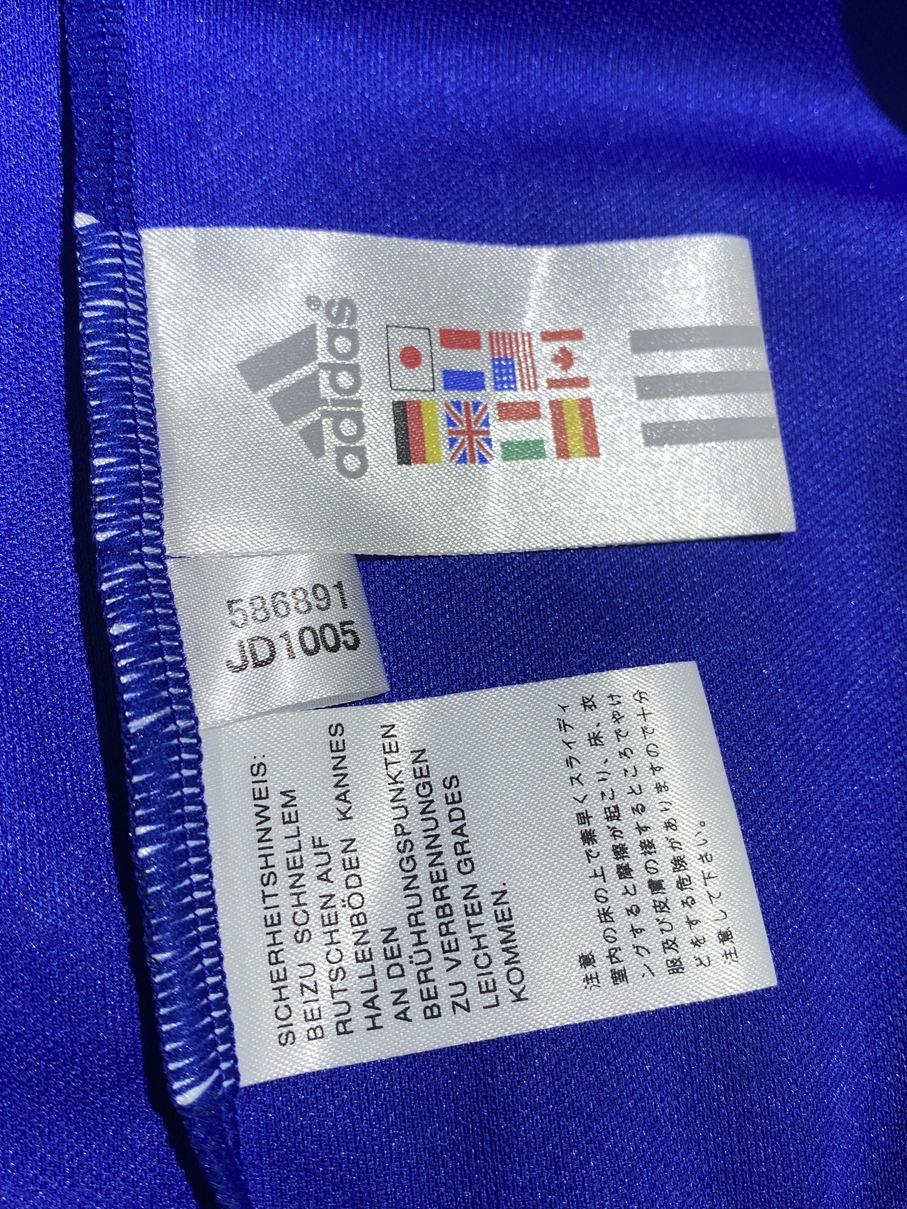 adidas®
586891
JD1005
SICHERHEITSHINWEIS:
BEIZU SCHNELLEM
RUTSCHEN AUF
HALLENBÖDEN KANNES
AN DEN
BERÜHRUNGSPUNKTEN
ZU VERBRENNUNGEN
LEICHTEN GRADES
KOMMEN.
注意
室内の床の上で素早くスライディ
ングすると摩擦が起こり、床、衣
服及び皮膚の接するところでやけ
どをする危険がありますので十分
注意して下さい。